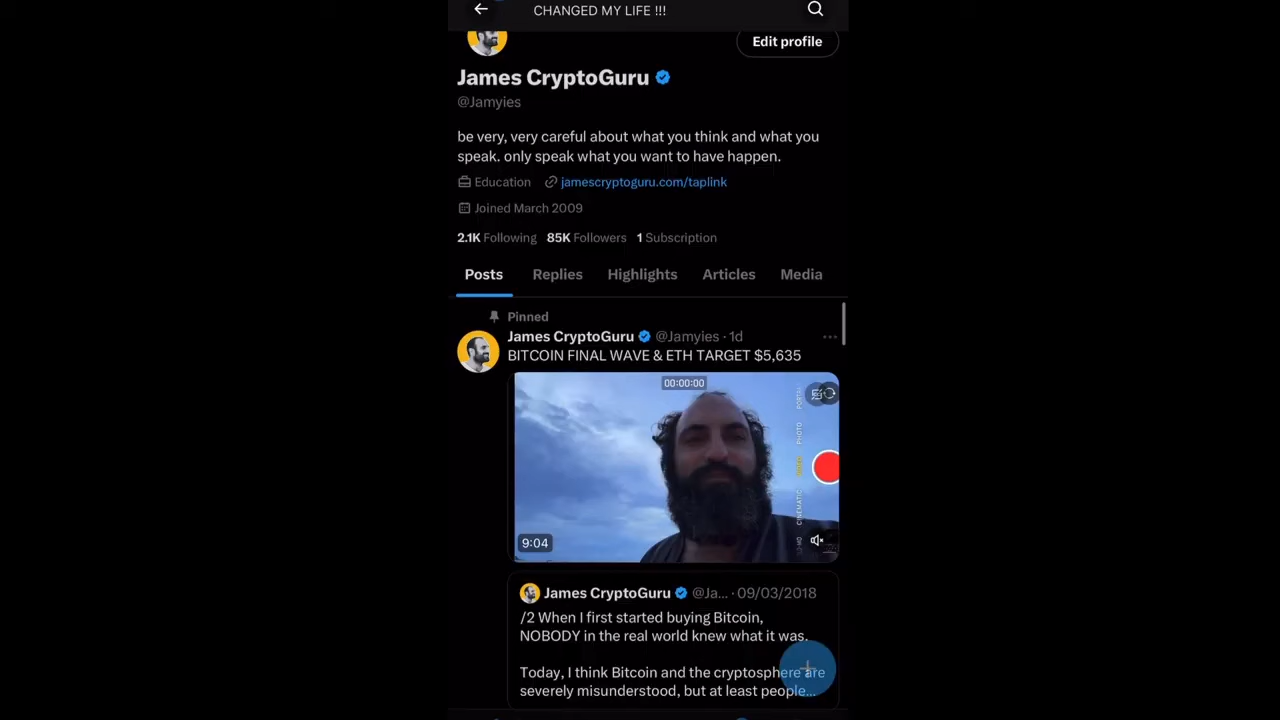 CHANGED MY LIFE !!!
Edit profile
James CryptoGuru
@Jamyies
be very, very careful about what you think and what you
speak. only speak what you want to have happen.
Education jamescryptoguru.com/taplink
Joined March 2009
2.1K Following 85K Followers 1 Subscription
Posts Replies Highlights Articles Media
Pinned
James CryptoGuru @Jamyies · 1d
BITCOIN FINAL WAVE & ETH TARGET $5,635
00:00:00
PHOTO
CINEMATIC
9:04
James CryptoGuru @Ja... · 09/03/2018
/2 When I first started buying Bitcoin,
NOBODY in the real world knew what it was.
Today, I think Bitcoin and the cryptosphere are
severely misunderstood, but at least people...